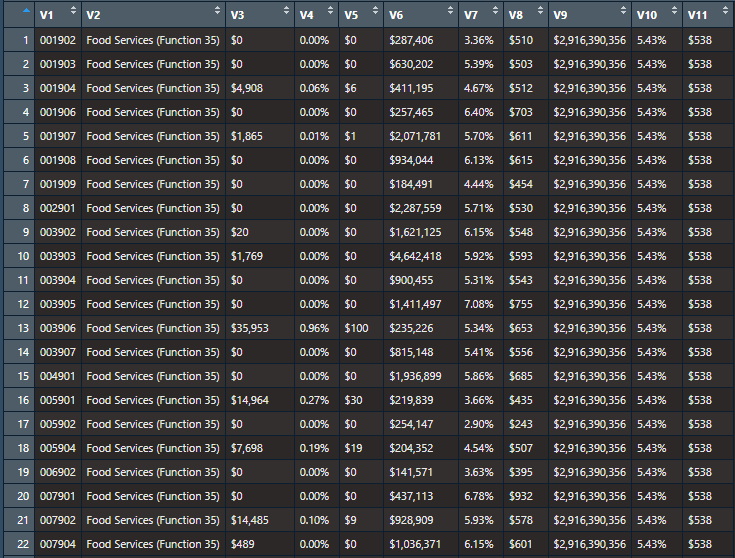 V1 V2 V3 V4 V5 V6 V7 V8 V9 V10 V11
1 001902 Food Services (Function 35) $0 0.00% $0 $287,406 3.36% $510 $2,916,390,356 5.43% $538
2 001903 Food Services (Function 35) $0 0.00% $0 $630,202 5.39% $503 $2,916,390,356 5.43% $538
3 001904 Food Services (Function 35) $4,908 0.06% $6 $411,195 4.67% $512 $2,916,390,356 5.43% $538
4 001906 Food Services (Function 35) $0 0.00% $0 $257,465 6.40% $703 $2,916,390,356 5.43% $538
5 001907 Food Services (Function 35) $1,865 0.01% $1 $2,071,781 5.70% $611 $2,916,390,356 5.43% $538
6 001908 Food Services (Function 35) $0 0.00% $0 $934,044 6.13% $615 $2,916,390,356 5.43% $538
7 001909 Food Services (Function 35) $0 0.00% $0 $184,491 4.44% $454 $2,916,390,356 5.43% $538
8 002901 Food Services (Function 35) $0 0.00% $0 $2,287,559 5.71% $530 $2,916,390,356 5.43% $538
9 003902 Food Services (Function 35) $20 0.00% $0 $1,621,125 6.15% $548 $2,916,390,356 5.43% $538
10 003903 Food Services (Function 35) $1,769 0.00% $0 $4,642,418 5.92% $593 $2,916,390,356 5.43% $538
11 003904 Food Services (Function 35) $0 0.00% $0 $900,455 5.31% $543 $2,916,390,356 5.43% $538
12 003905 Food Services (Function 35) $0 0.00% $0 $1,411,497 7.08% $755 $2,916,390,356 5.43% $538
13 003906 Food Services (Function 35) $35,953 0.96% $100 $235,226 5.34% $653 $2,916,390,356 5.43% $538
14 003907 Food Services (Function 35) $0 0.00% $0 $815,148 5.41% $556 $2,916,390,356 5.43% $538
15 004901 Food Services (Function 35) $0 0.00% $0 $1,936,899 5.86% $685 $2,916,390,356 5.43% $538
16 005901 Food Services (Function 35) $14,964 0.27% $30 $219,839 3.66% $435 $2,916,390,356 5.43% $538
17 005902 Food Services (Function 35) $0 0.00% $0 $254,147 2.90% $243 $2,916,390,356 5.43% $538
18 005904 Food Services (Function 35) $7,698 0.19% $19 $204,352 4.54% $507 $2,916,390,356 5.43% $538
19 006902 Food Services (Function 35) $0 0.00% $0 $141,571 3.63% $395 $2,916,390,356 5.43% $538
20 007901 Food Services (Function 35) $0 0.00% $0 $437,113 6.78% $932 $2,916,390,356 5.43% $538
21 007902 Food Services (Function 35) $14,485 0.10% $9 $928,909 5.93% $578 $2,916,390,356 5.43% $538
22 007904 Food Services (Function 35) $489 0.00% $0 $1,036,371 6.15% $601 $2,916,390,356 5.43% $538